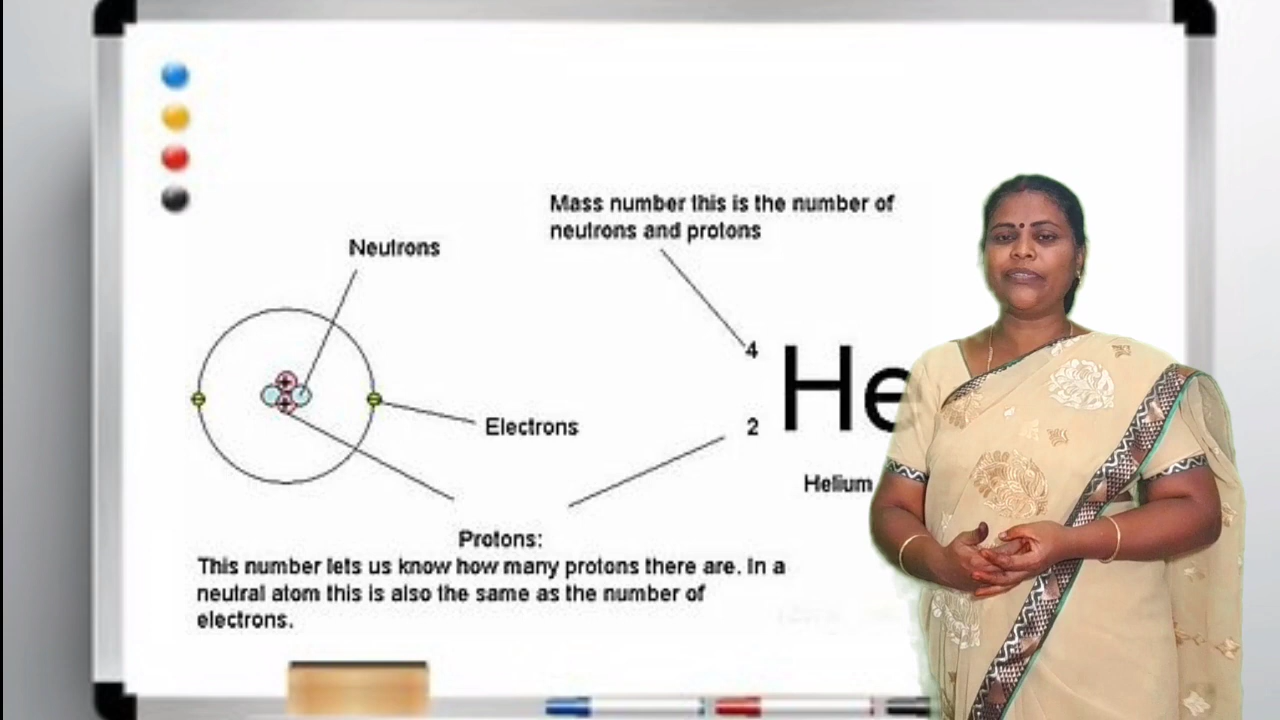 Mass number this is the number of
neutrons and protons
Neutrons
4
He
2
Electrons
Helium
Protons:
This number lets us know how many protons there are. In a
neutral atom this is also the same as the number of
electrons.